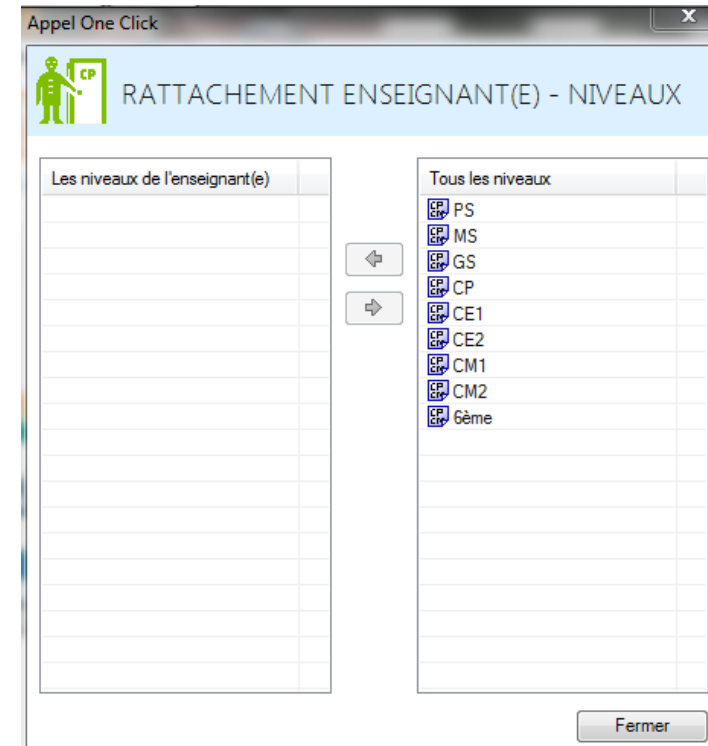 Appel One Click
x
CP
RATTACHEMENT ENSEIGNANT(E) - NIVEAUX
Les niveaux de l'enseignant(e)
Tous les niveaux
PS
MS
GS
CP
CE1
CE2
CM1
CM2
6ème
Fermer